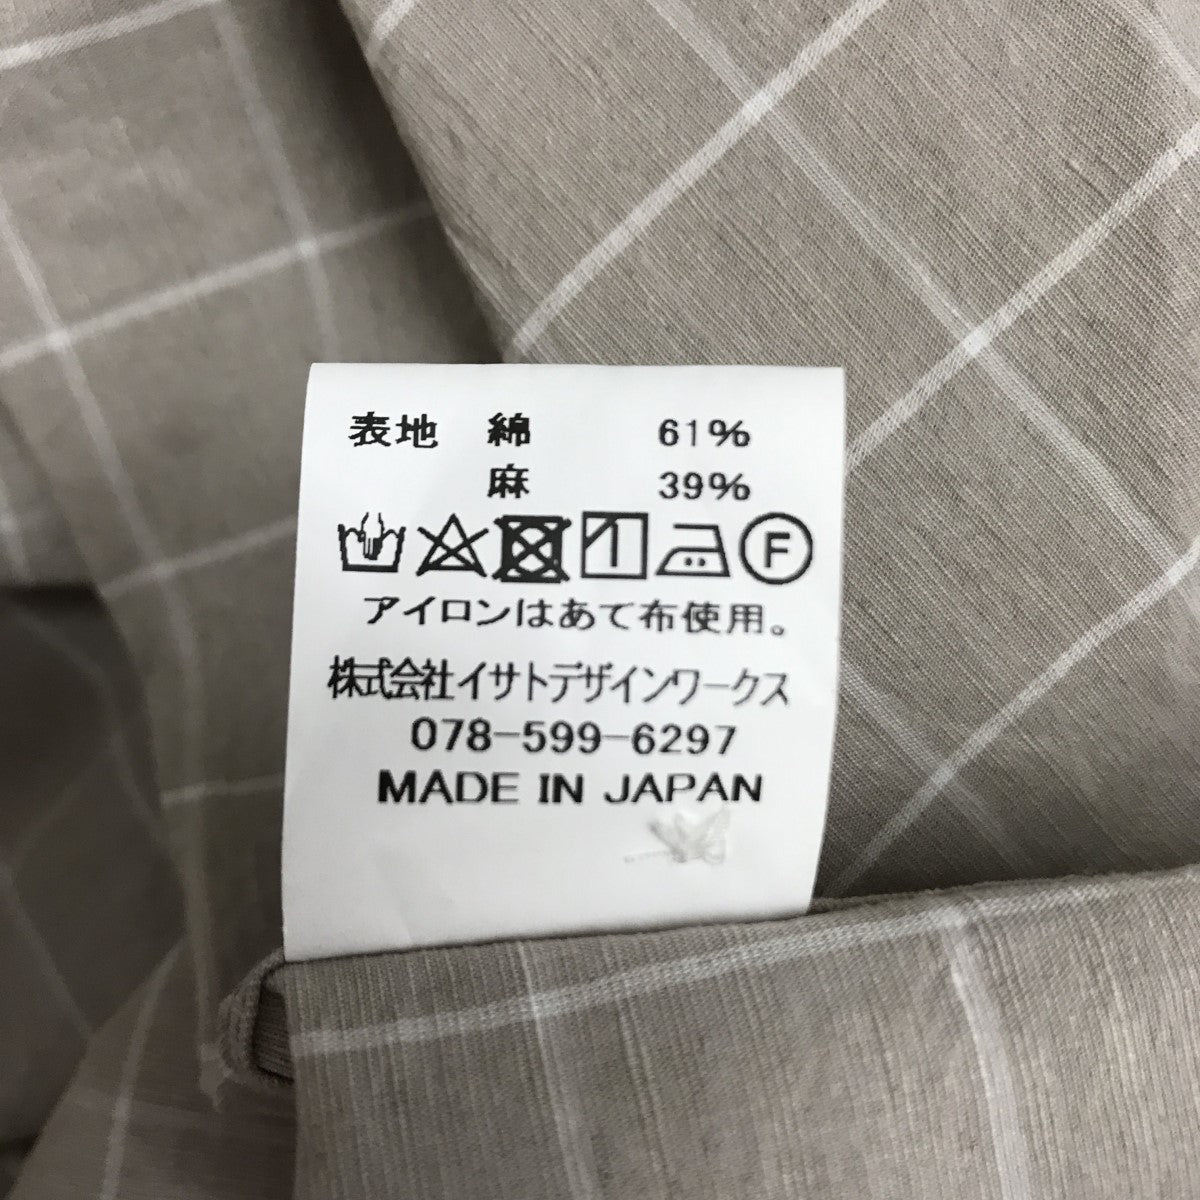 表地 綿 61%
麻 39%
F
アイロンはあて布使用。
株式会社イサトデザインワークス
078-599-6297
MADE IN JAPAN